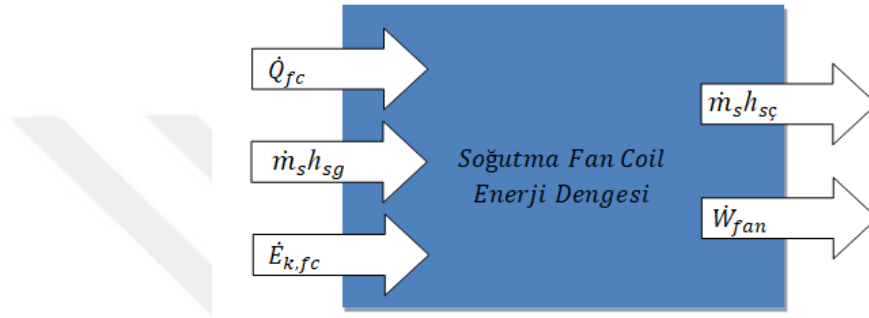 Q̇_fc
ṁ_s h_sg
Ė_k,fc
Soğutma Fan Coil
Enerji Dengesi
ṁ_s h_sç
Ẇ_fan